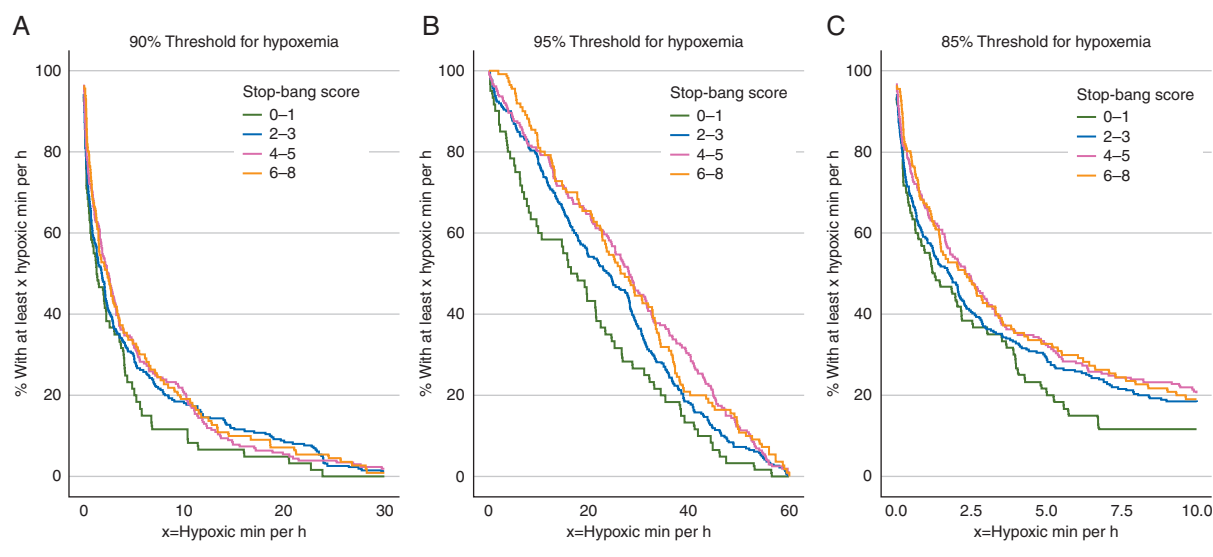 A
90% Threshold for hypoxemia
% With at least x hypoxic min per h
100
80
60
40
20
0
Stop-bang score
0–1
2–3
4–5
6–8
0
10
20
30
x=Hypoxic min per h
B
95% Threshold for hypoxemia
% With at least x hypoxic min per h
100
80
60
40
20
0
Stop-bang score
0–1
2–3
4–5
6–8
0
20
40
60
x=Hypoxic min per h
C
85% Threshold for hypoxemia
% With at least x hypoxic min per h
100
80
60
40
20
0
Stop-bang score
0–1
2–3
4–5
6–8
0.0
2.5
5.0
7.5
10.0
x=Hypoxic min per h